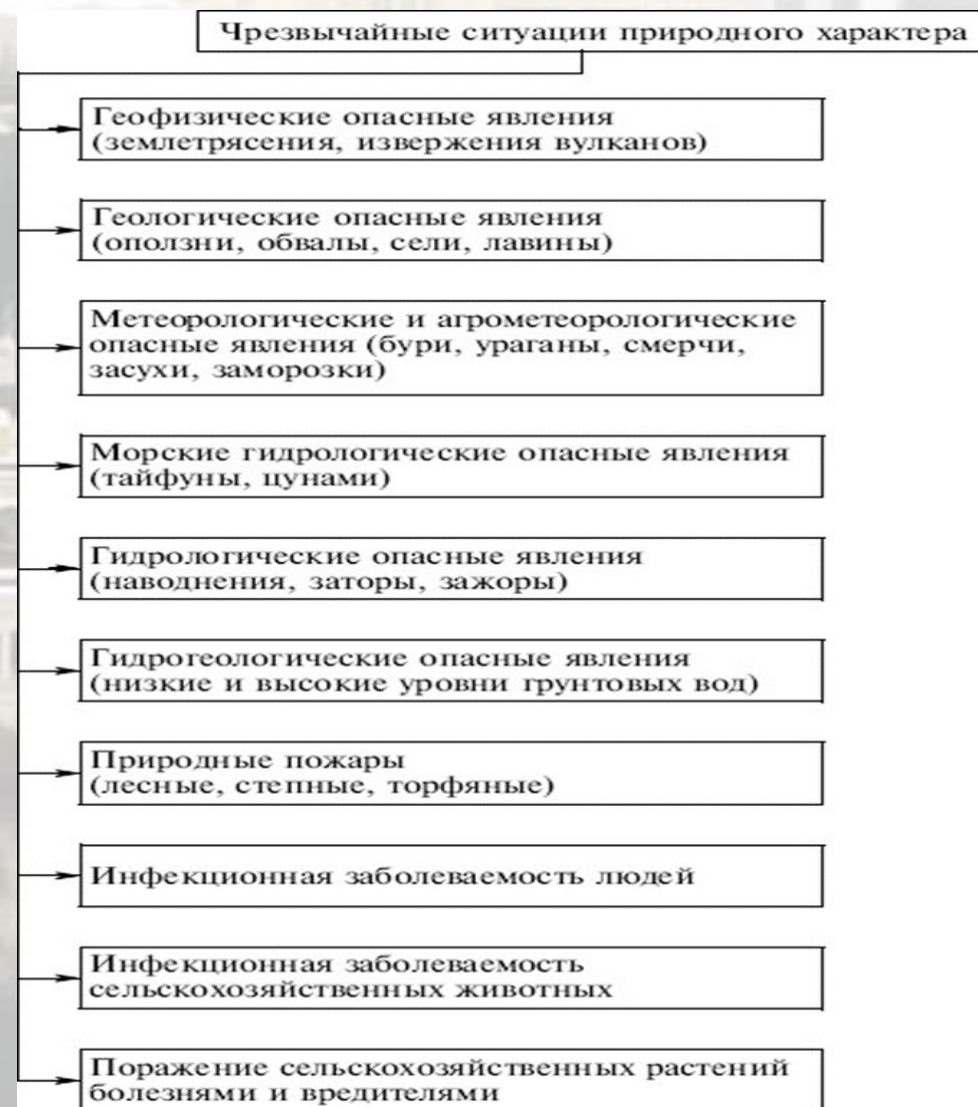 Чрезвычайные ситуации природного характера
Геофизические опасные явления
(землетрясения, извержения вулканов)
Геологические опасные явления
(оползни, обвалы, сели, лавины)
Метеорологические и агрометеорологические
опасные явления (бури, ураганы, смерчи,
засухи, заморозки)
Морские гидрологические опасные явления
(тайфуны, цунами)
Гидрологические опасные явления
(наводнения, заторы, зажоры)
Гидрогеологические опасные явления
(низкие и высокие уровни грунтовых вод)
Природные пожары
(лесные, степные, торфяные)
Инфекционная заболеваемость людей
Инфекционная заболеваемость
сельскохозяйственных животных
Поражение сельскохозяйственных растений
болезнями и вредителями